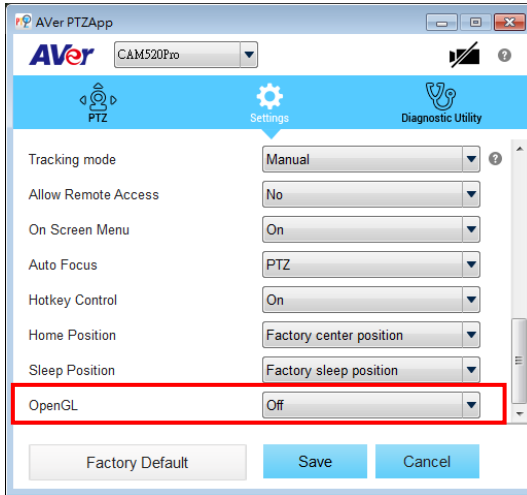 AVer PTZApp
AVer CAM520Pro
PTZ Settings Diagnostic Utility
Tracking mode Manual
Allow Remote Access No
On Screen Menu On
Auto Focus PTZ
Hotkey Control On
Home Position Factory center position
Sleep Position Factory sleep position
OpenGL Off
Factory Default Save Cancel